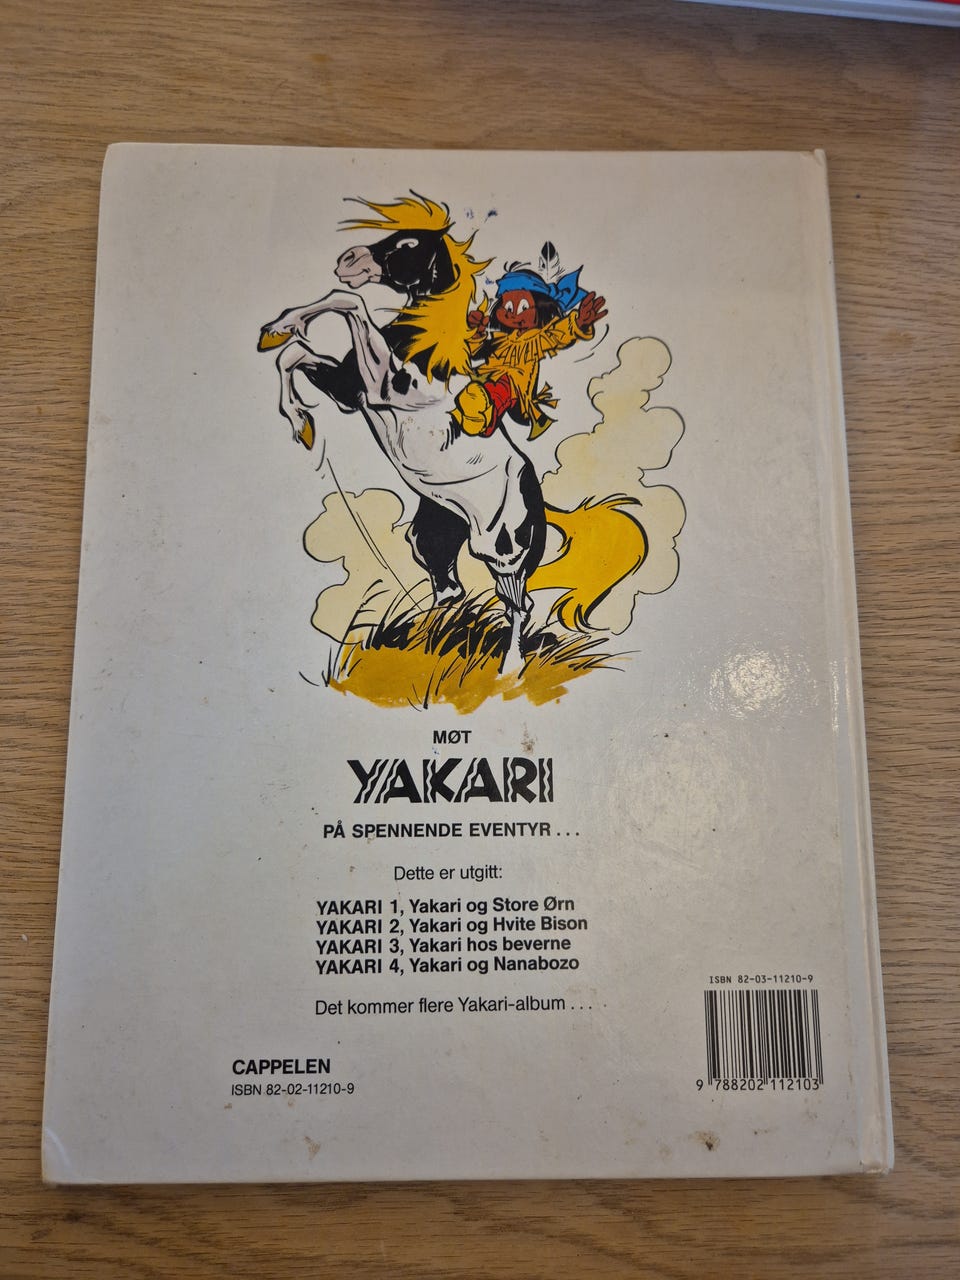 MØT
YAKARI
PÅ SPENNENDE EVENTYR . . .
Dette er utgitt:
YAKARI 1, Yakari og Store Ørn
YAKARI 2, Yakari og Hvite Bison
YAKARI 3, Yakari hos beverne
YAKARI 4, Yakari og Nanabozo
Det kommer flere Yakari-album . . . .
CAPPELEN
ISBN 82-02-11210-9
ISBN 82-03-11210-9
9 788202 112103